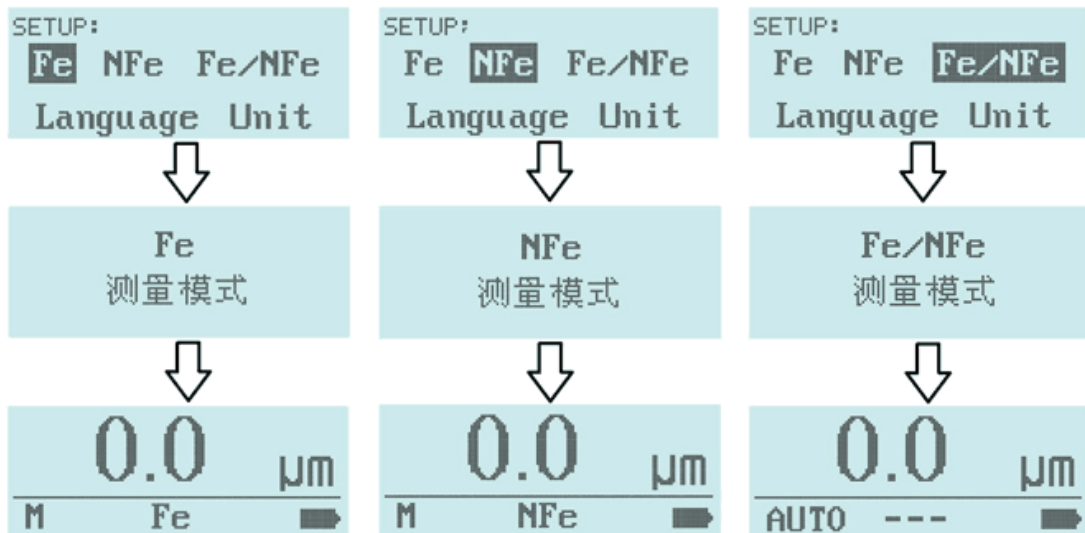 SETUP:
Fe NFe Fe/NFe
Language Unit
Fe
测量模式
0.0 μm
M Fe
SETUP:
Fe NFe Fe/NFe
Language Unit
NFe
测量模式
0.0 μm
M NFe
SETUP:
Fe NFe Fe/NFe
Language Unit
Fe/NFe
测量模式
0.0 μm
AUTO ---